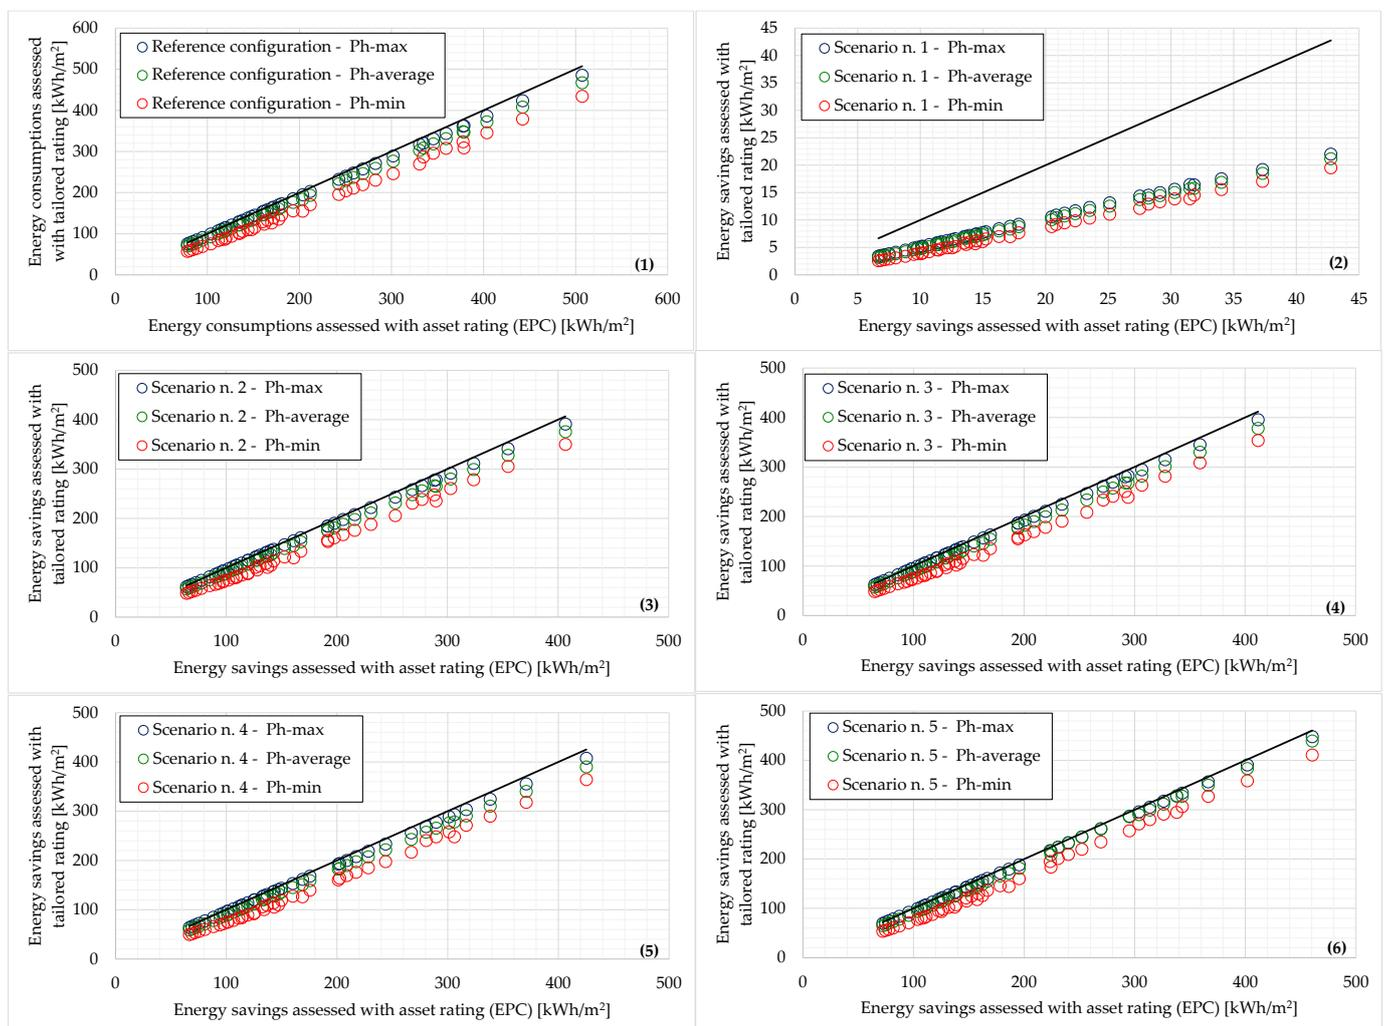 Energy consumptions assessed
with tailored rating [kWh/m²]
600
500
400
300
200
100
0
Reference configuration - Ph-max
Reference configuration - Ph-average
Reference configuration - Ph-min
(1)
0 100 200 300 400 500 600
Energy consumptions assessed with asset rating (EPC) [kWh/m²]
Energy savings assessed with
tailored rating [kWh/m²]
45
40
35
30
25
20
15
10
5
0
Scenario n. 1 - Ph-max
Scenario n. 1 - Ph-average
Scenario n. 1 - Ph-min
(2)
0 5 10 15 20 25 30 35 40 45
Energy savings assessed with asset rating (EPC) [kWh/m²]
Energy savings assessed with
tailored rating [kWh/m²]
500
400
300
200
100
0
Scenario n. 2 - Ph-max
Scenario n. 2 - Ph-average
Scenario n. 2 - Ph-min
(3)
0 100 200 300 400 500
Energy savings assessed with asset rating (EPC) [kWh/m²]
Energy savings assessed with
tailored rating [kWh/m²]
500
400
300
200
100
0
Scenario n. 3 - Ph-max
Scenario n. 3 - Ph-average
Scenario n. 3 - Ph-min
(4)
0 100 200 300 400 500
Energy savings assessed with asset rating (EPC) [kWh/m²]
Energy savings assessed with
tailored rating [kWh/m²]
500
400
300
200
100
0
Scenario n. 4 - Ph-max
Scenario n. 4 - Ph-average
Scenario n. 4 - Ph-min
(5)
0 100 200 300 400 500
Energy savings assessed with asset rating (EPC) [kWh/m²]
Energy savings assessed with
tailored rating [kWh/m²]
500
400
300
200
100
0
Scenario n. 5 - Ph-max
Scenario n. 5 - Ph-average
Scenario n. 5 - Ph-min
(6)
0 100 200 300 400 500
Energy savings assessed with asset rating (EPC) [kWh/m²]